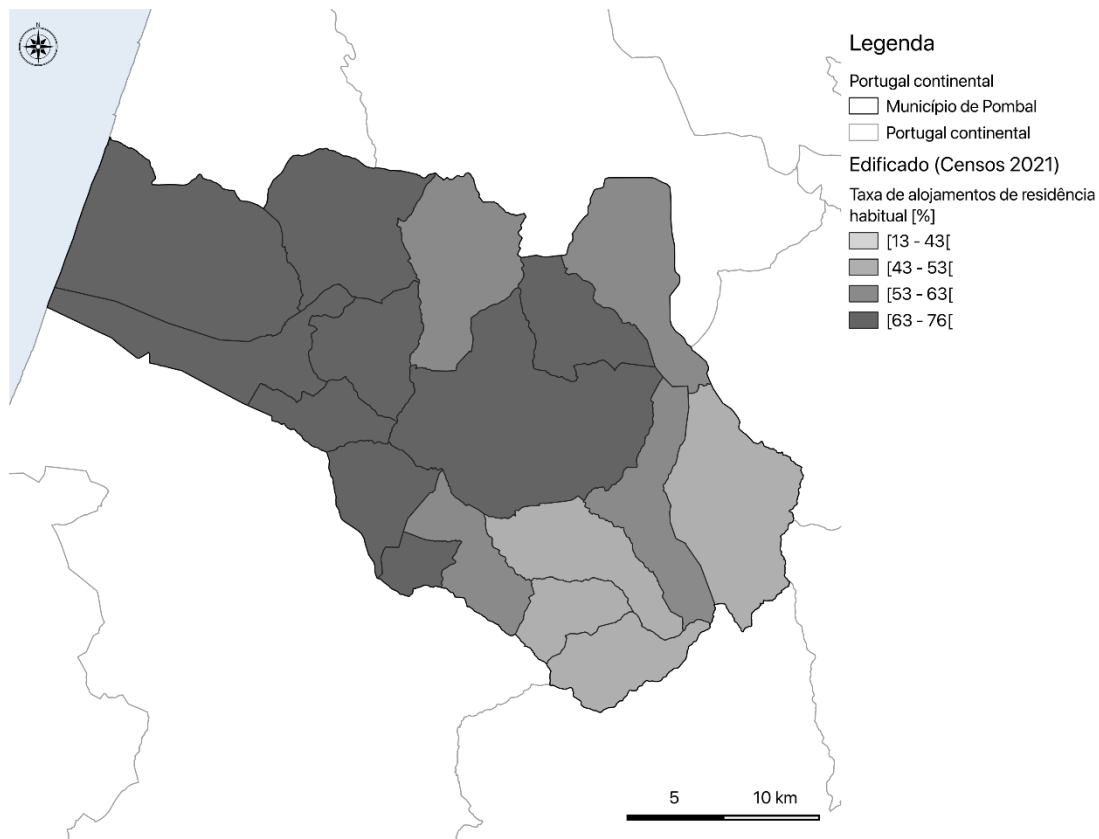 N
Legenda
Portugal continental
Município de Pombal
Portugal continental
Edificado (Censos 2021)
Taxa de alojamentos de residência
habitual [%]
[13 - 43[
[43 - 53[
[53 - 63[
[63 - 76[
5 10 km